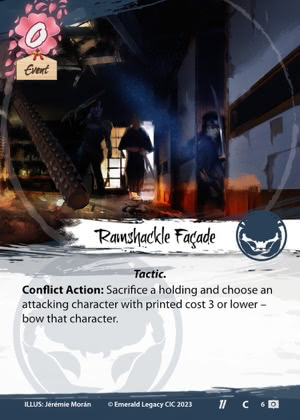 0
Event
Ramshackle Façade
Tactic.
Conflict Action: Sacrifice a holding and choose an
attacking character with printed cost 3 or lower –
bow that character.
ILLUS: Jérémie Morán © Emerald Legacy CIC 2023 C 6